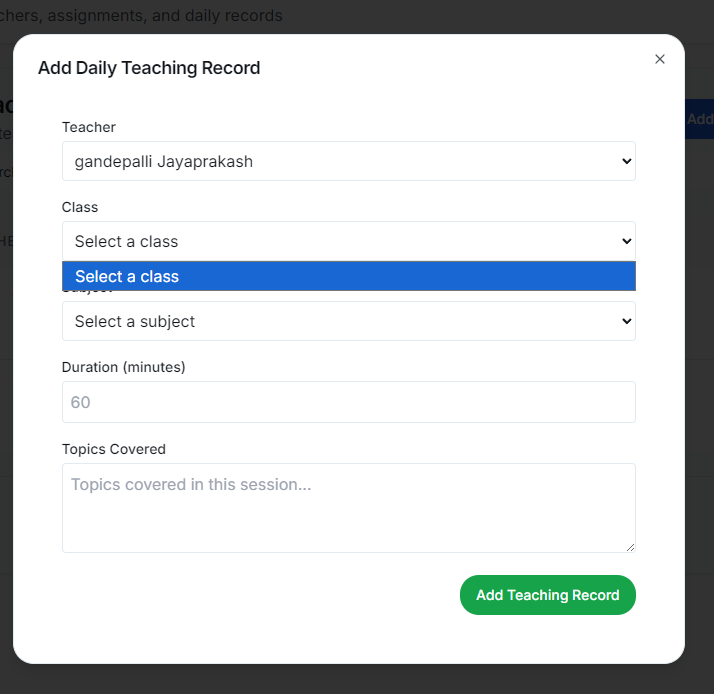 chers, assignments, and daily records
Add Daily Teaching Record
Add
Teacher
gandepalli Jayaprakash
Class
Select a class
Select a class
Subject
Select a subject
Duration (minutes)
60
Topics Covered
Topics covered in this session...
Add Teaching Record